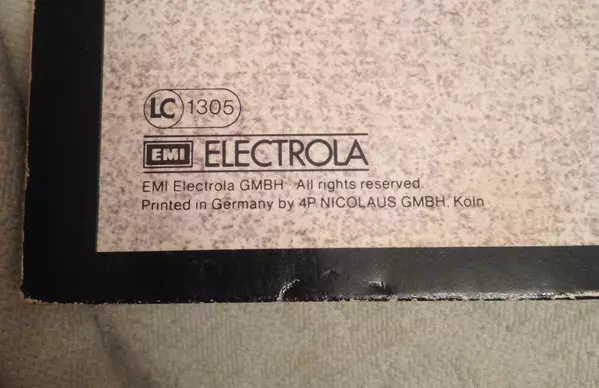 LC 1305
EMI ELECTROLA
EMI Electrola GMBH All rights reserved.
Printed in Germany by 4P NICOLAUS GMBH, Köln